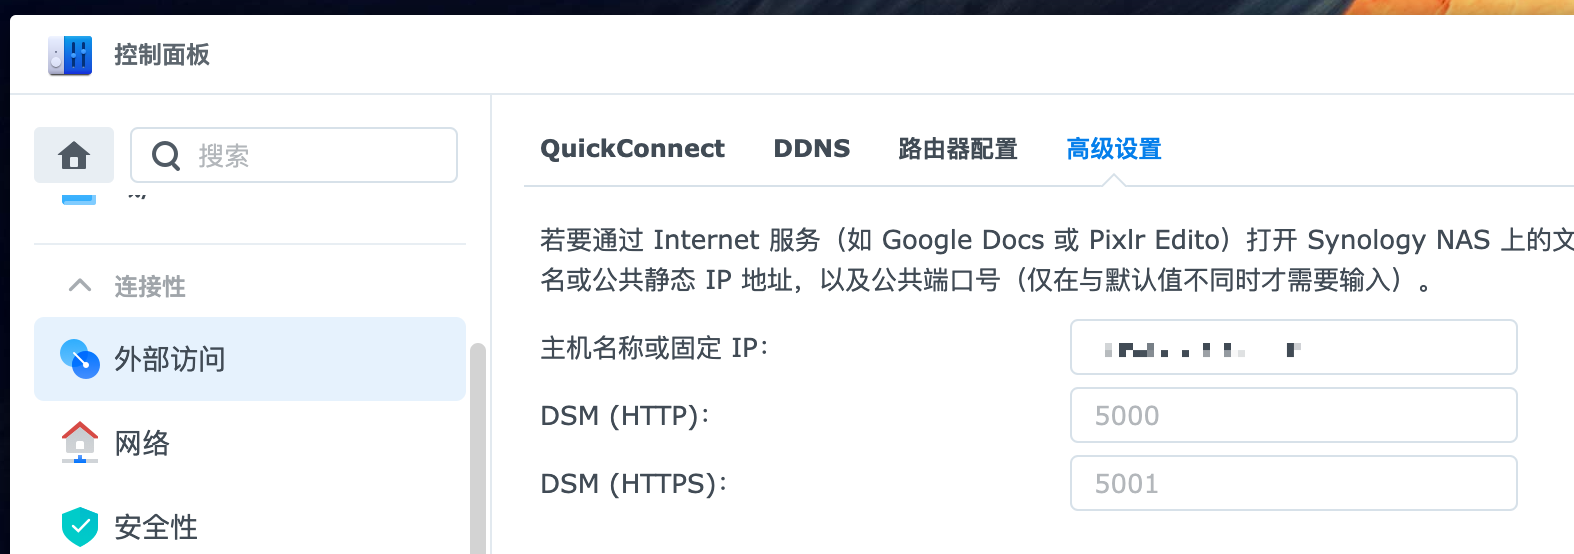 控制面板
搜索
QuickConnect DDNS 路由器配置 高级设置
连接性
外部访问
网络
安全性
若要通过 Internet 服务（如 Google Docs 或 Pixlr Edito）打开 Synology NAS 上的文
名或公共静态 IP 地址，以及公共端口号（仅在与默认值不同时才需要输入）。
主机名称或固定 IP：
DSM (HTTP)： 5000
DSM (HTTPS)： 5001